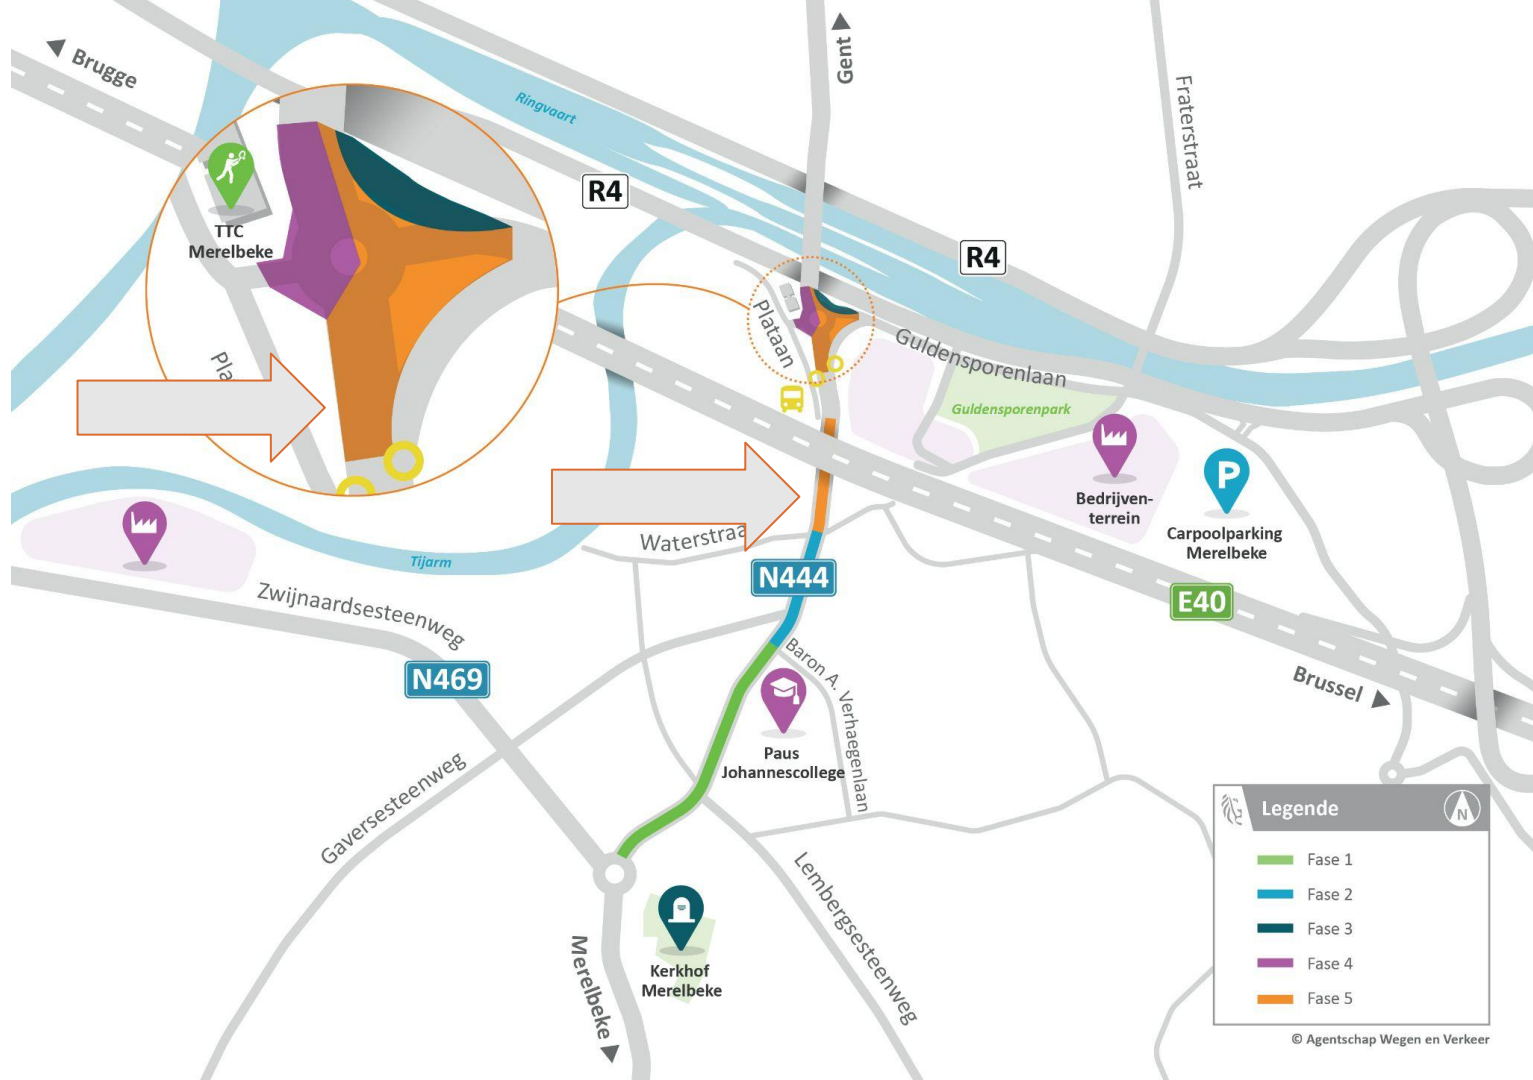 Brugge
Gent
Ringvaart
Fraterstraat
R4
R4
TTC
Merelbeke
Plataan
Guldensporenlaan
Guldensporenpark
Pla
Bedrijven-
terrein
P
Carpoolparking
Merelbeke
Waterstraa
Tijarm
N444
E40
Zwijnaardsesteenweg
N469
Baron A. Verhaegenlaan
Brussel
Paus
Johannescollege
Gaversesteenweg
Lembergsesteenweg
Kerkhof
Merelbeke
Merelbeke
Legende
N
Fase 1
Fase 2
Fase 3
Fase 4
Fase 5
© Agentschap Wegen en Verkeer